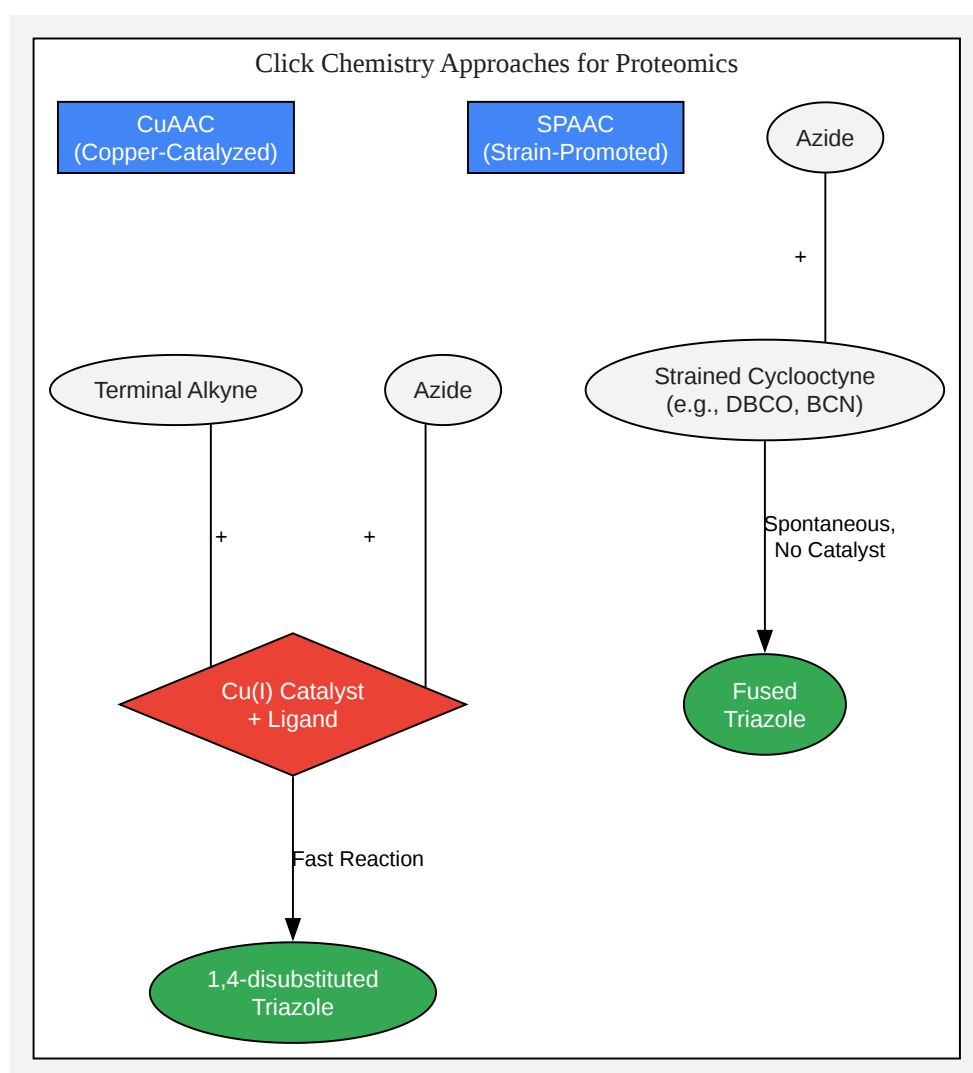 Click Chemistry Approaches for Proteomics
CuAAC
(Copper-Catalyzed)
SPAAC
(Strain-Promoted)
Azide
+
Terminal Alkyne
Azide
Strained Cyclooctyne
(e.g., DBCO, BCN)
+
+
Spontaneous,
No Catalyst
Cu(I) Catalyst
+ Ligand
Fused
Triazole
Fast Reaction
1,4-disubstituted
Triazole